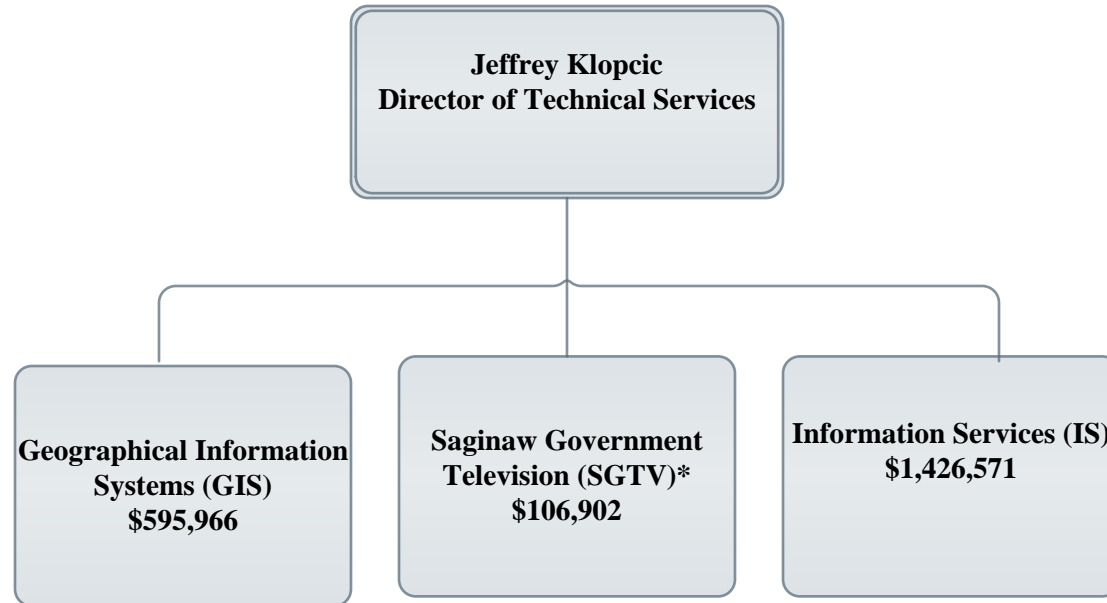 Jeffrey Klopcic
Director of Technical Services
Geographical Information
Systems (GIS)
$595,966
Saginaw Government
Television (SGTV)*
$106,902
Information Services (IS)
$1,426,571